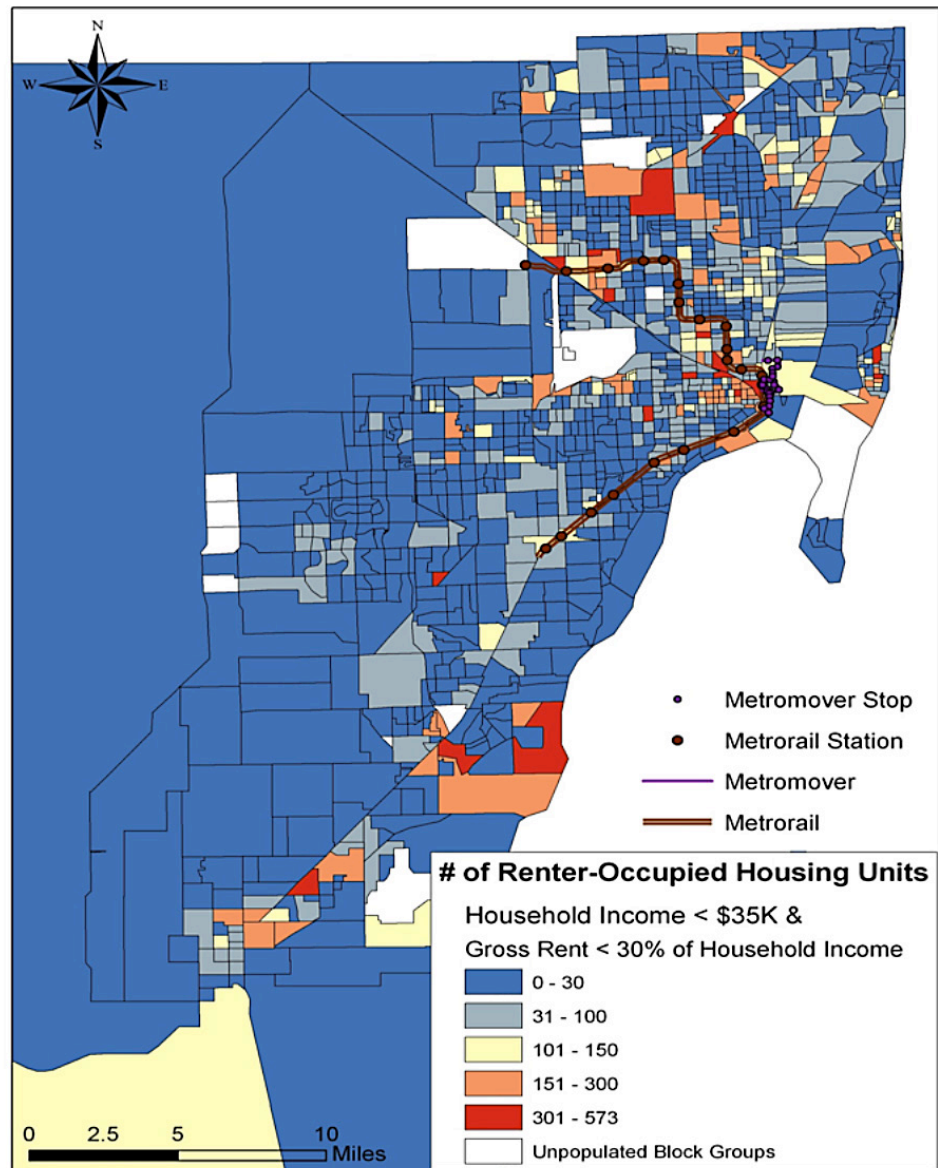 N
W
E
S
Metromover Stop
Metrorail Station
Metromover
Metrorail
# of Renter-Occupied Housing Units
Household Income < $35K &
Gross Rent < 30% of Household Income
0 - 30
31 - 100
101 - 150
151 - 300
301 - 573
Unpopulated Block Groups
0 2.5 5 10
Miles